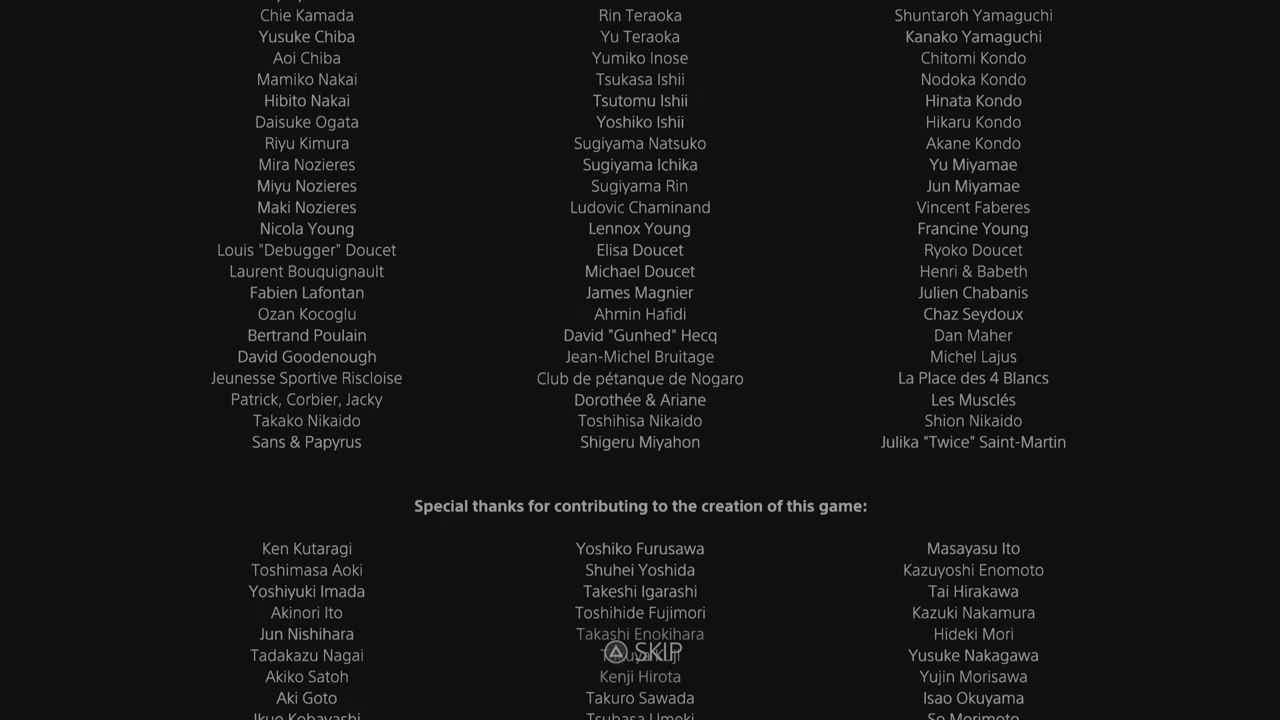 Chie Kamada Rin Teraoka Shuntaroh Yamaguchi
Yusuke Chiba Yu Teraoka Kanako Yamaguchi
Aoi Chiba Yumiko Inose Chitomi Kondo
Mamiko Nakai Tsukasa Ishii Nodoka Kondo
Hibito Nakai Tsutomu Ishii Hinata Kondo
Daisuke Ogata Yoshiko Ishii Hikaru Kondo
Riyu Kimura Sugiyama Natsuko Akane Kondo
Mira Nozieres Sugiyama Ichika Yu Miyamae
Miyu Nozieres Sugiyama Rin Jun Miyamae
Maki Nozieres Ludovic Chaminand Vincent Faberes
Nicola Young Lennox Young Francine Young
Louis "Debugger" Doucet Elisa Doucet Ryoko Doucet
Laurent Bouquignault Michael Doucet Henri & Babeth
Fabien Lafontan James Magnier Julien Chabanis
Ozan Kocoglu Ahmin Hafidi Chaz Seydoux
Bertrand Poulain David "Gunhed" Hecq Dan Maher
David Goodenough Jean-Michel Bruitage Michel Lajus
Jeunesse Sportive Riscloise Club de pétanque de Nogaro La Place des 4 Blancs
Patrick, Corbier, Jacky Dorothée & Ariane Les Musclés
Takako Nikaido Toshihisa Nikaido Shion Nikaido
Sans & Papyrus Shigeru Miyahon Julika "Twice" Saint-Martin
Special thanks for contributing to the creation of this game:
Ken Kutaragi Yoshiko Furusawa Masayasu Ito
Toshimasa Aoki Shuhei Yoshida Kazuyoshi Enomoto
Yoshiyuki Imada Takeshi Igarashi Tai Hirakawa
Akinori Ito Toshihide Fujimori Kazuki Nakamura
Jun Nishihara Takashi Enokihara Hideki Mori
SKIP
Tadakazu Nagai Yusuke Nakagawa
Akiko Satoh Kenji Hirota Yujin Morisawa
Aki Goto Takuro Sawada Isao Okuyama
Ikuo Kobayashi Tsubasa Umeki So Morimoto